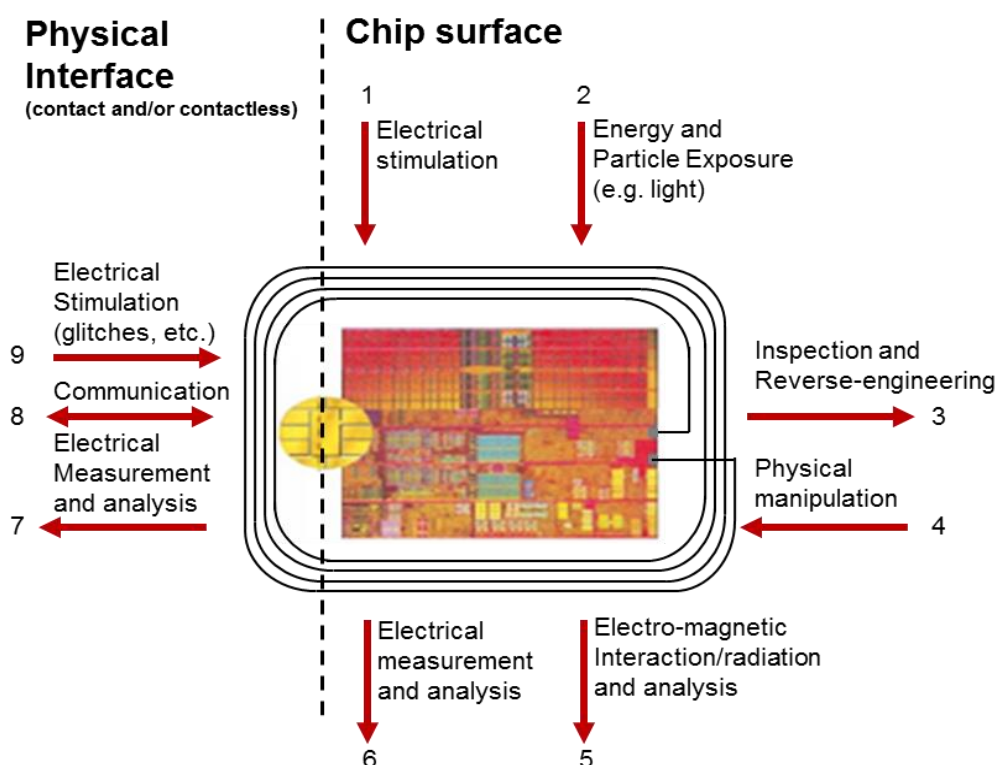 Physical
Interface
(contact and/or contactless)
Chip surface
1
Electrical
stimulation
2
Energy and
Particle Exposure
(e.g. light)
Electrical
Stimulation
(glitches, etc.)
9
Communication
8
Electrical
Measurement
and analysis
7
Inspection and
Reverse-engineering
3
Physical
manipulation
4
Electrical
measurement
and analysis
6
Electro-magnetic
Interaction/radiation
and analysis
5